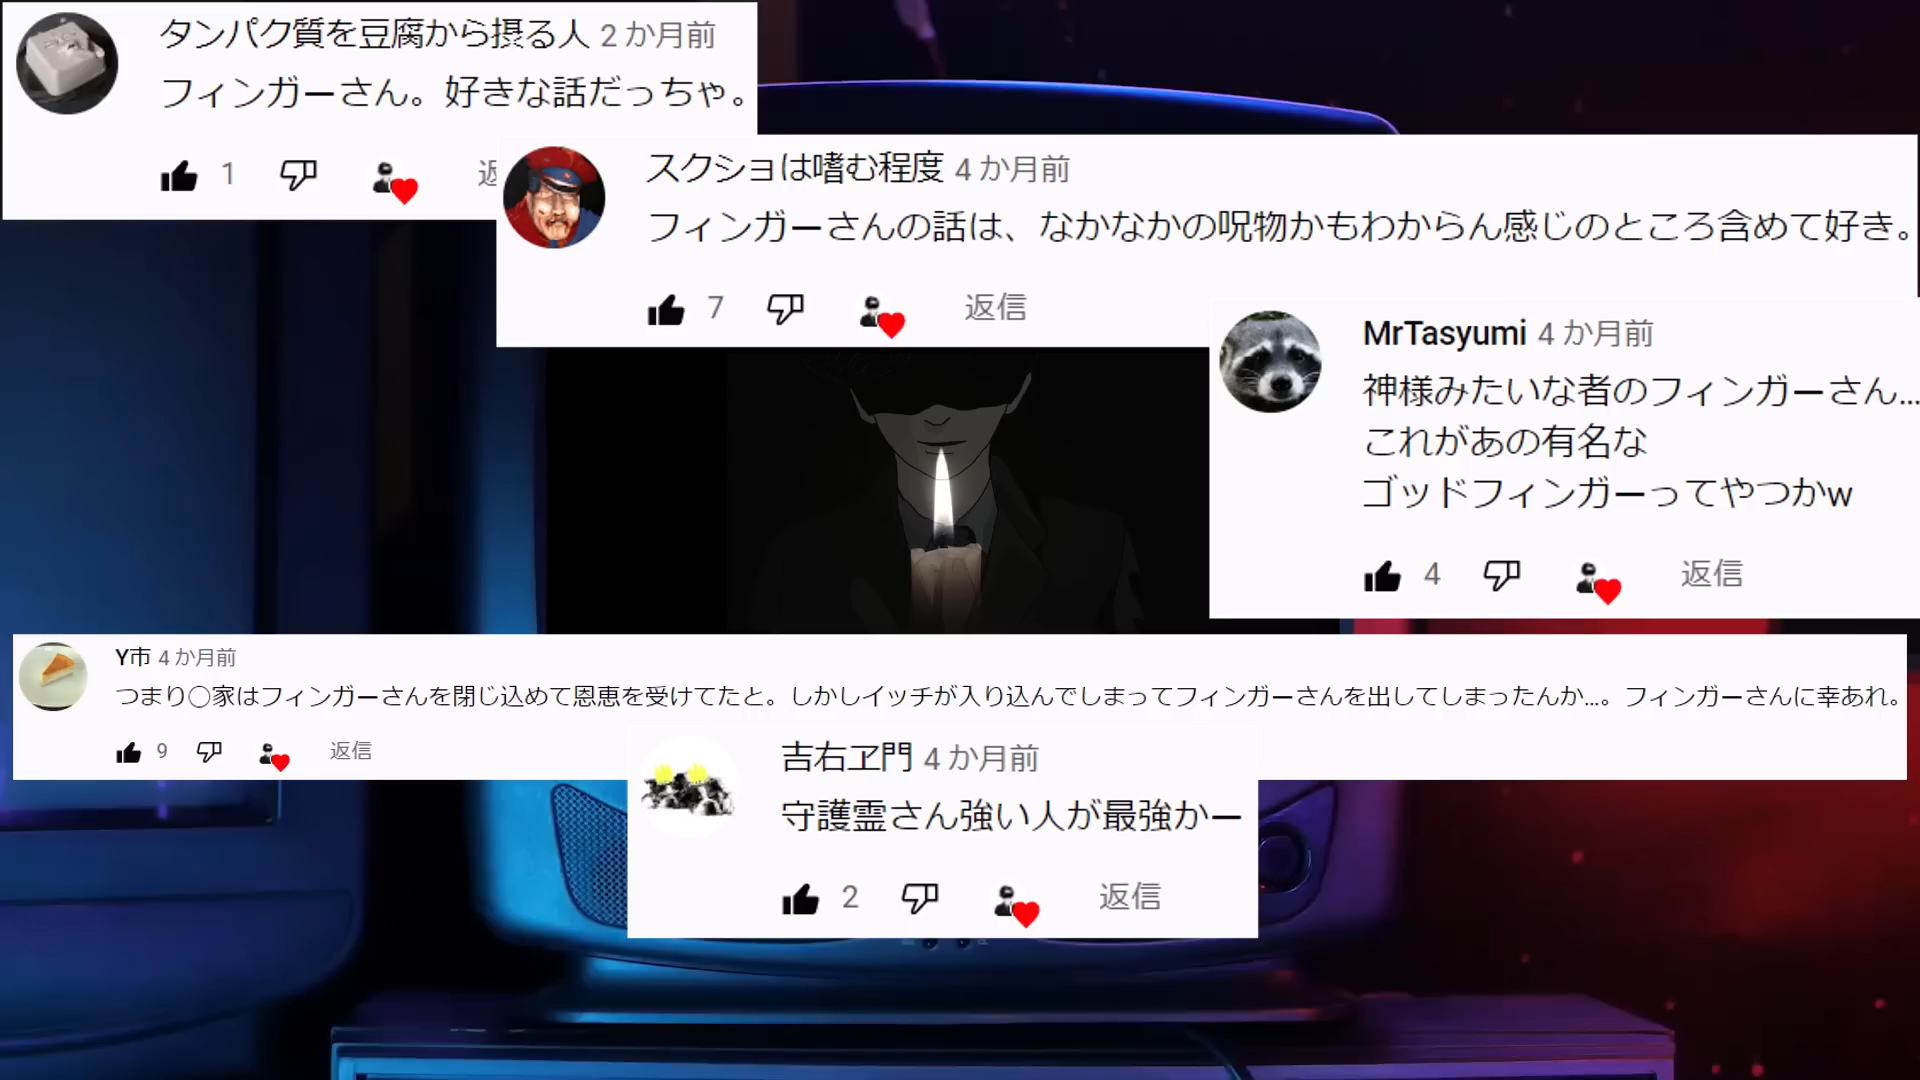 タンパク質を豆腐から摂る人 2 か月前
フィンガーさん。好きな話だっちゃ。
1 返
スクショは嗜む程度 4 か月前
フィンガーさんの話は、なかなかの呪物かもわからん感じのところ含めて好き。
7 返信
MrTasyumi 4 か月前
神様みたいな者のフィンガーさん...
これがあの有名な
ゴッドフィンガーってやつかw
4 返信
Y市 4 か月前
つまり〇家はフィンガーさんを閉じ込めて恩恵を受けてたと。しかしイッチが入り込んでしまってフィンガーさんを出してしまったんか...。フィンガーさんに幸あれ。
9 返信
吉右ヱ門 4 か月前
守護霊さん強い人が最強かー
2 返信